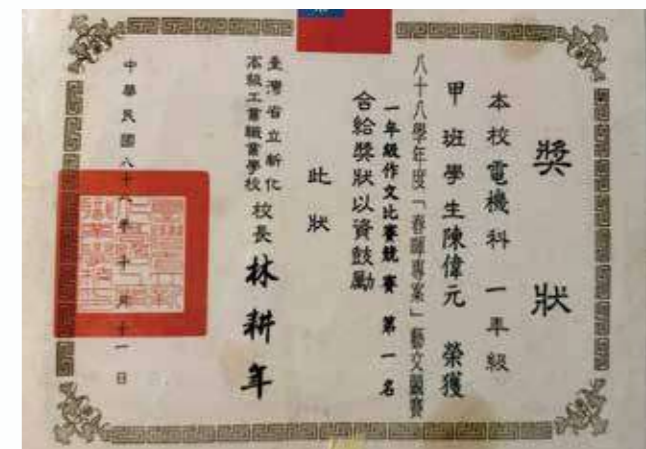 獎狀
本校電機科一年級
甲班學生陳偉元 榮獲
八十八學年度「春暉專案」藝文競賽
一年級作文比賽競賽 第一名
合給獎狀以資鼓勵
此狀
臺灣省立新化
高級工業職業學校
校長 林耕年
中華民國八十八年十一月十一日